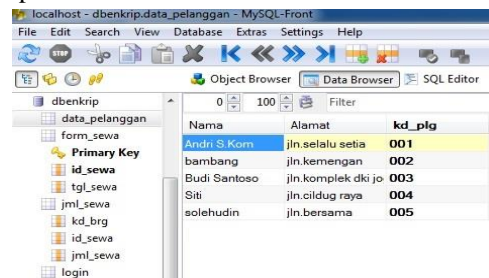 localhost - dbenkrip.data_pelanggan - MySQL-Front
File Edit Search View Database Extras Settings Help
STOP
Object Browser Data Browser SQL Editor
dbenkrip
data_pelanggan
form_sewa
Primary Key
id_sewa
tgl_sewa
jml_sewa
kd_brg
id_sewa
jml_sewa
login
0 100 Filter
Nama Alamat kd_plg
Andri S.Kom jln.selalu setia 001
bambang jln.kemengan 002
Budi Santoso jln.komplek dki jo 003
Siti jln.cildug raya 004
solehudin jln.bersama 005